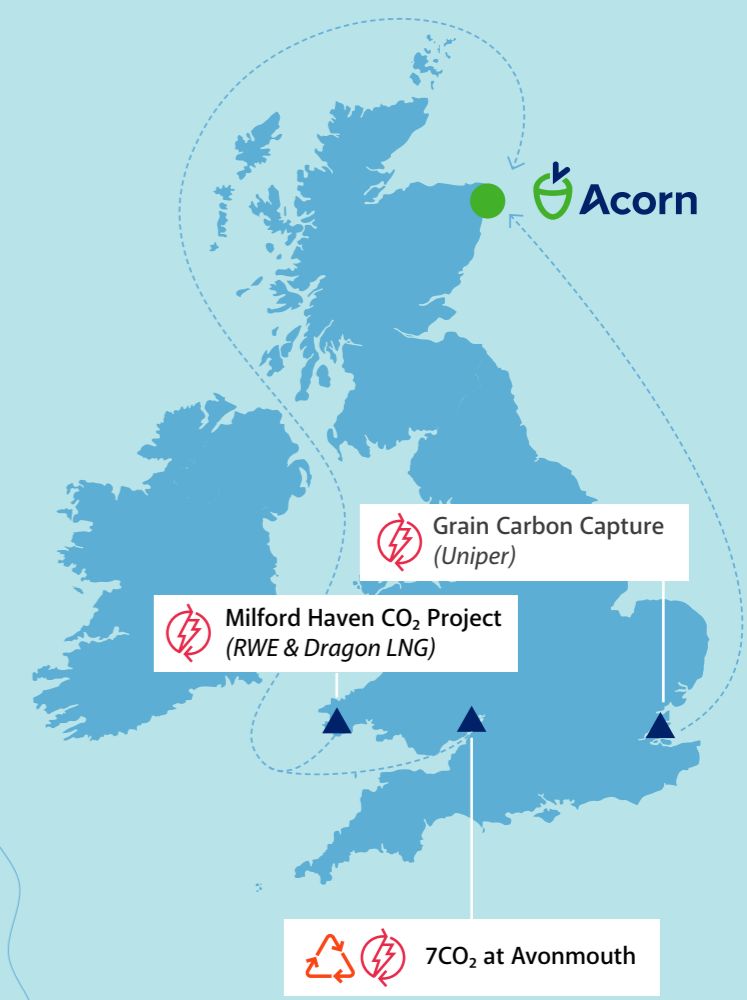 Acorn
Grain Carbon Capture
(Uniper)
Milford Haven CO₂ Project
(RWE & Dragon LNG)
7CO₂ at Avonmouth